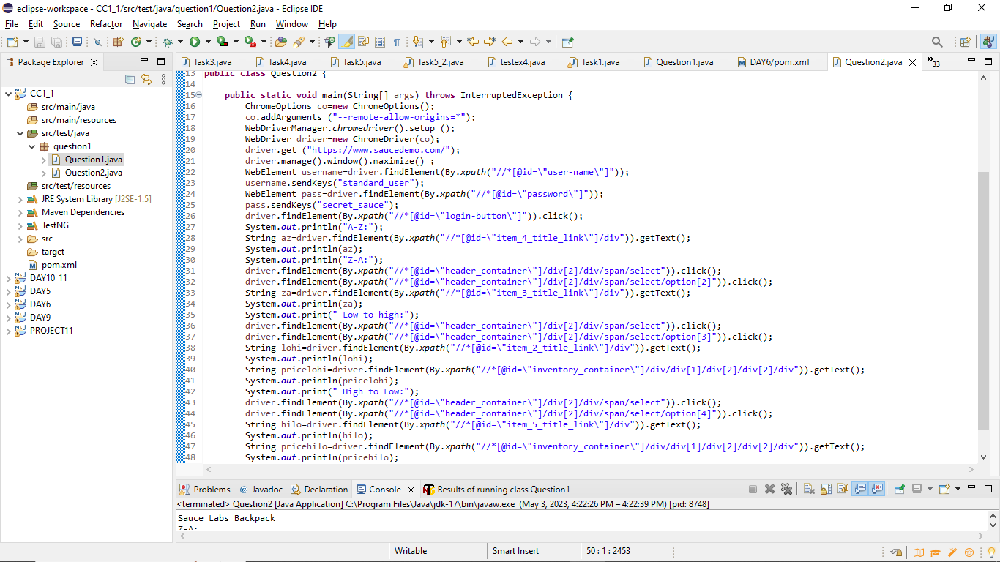 eclipse-workspace - CC1_1/src/test/java/question1/Question2.java - Eclipse IDE
File Edit Source Refactor Navigate Search Project Run Window Help
Package Explorer
Task3.java Task4.java Task5.java Task5_2.java testex4.java Task1.java Question1.java DAY6/pom.xml Question2.java 33
CC1_1
src/main/java
src/main/resources
src/test/java
question1
Question1.java
Question2.java
src/test/resources
JRE System Library [J2SE-1.5]
Maven Dependencies
TestNG
src
target
pom.xml
DAY10_11
DAY5
DAY6
DAY9
PROJECT11
13 public class Question2 {
14
15 public static void main(String[] args) throws InterruptedException {
16 ChromeOptions co=new ChromeOptions();
17 co.addArguments ("--remote-allow-origins=*");
18 WebDriverManager.chromedriver().setup ();
19 WebDriver driver=new ChromeDriver(co);
20 driver.get ("https://www.saucedemo.com/");
21 driver.manage().window().maximize() ;
22 WebElement username=driver.findElement(By.xpath("//*[@id=\"user-name\"]"));
23 username.sendKeys("standard_user");
24 WebElement pass=driver.findElement(By.xpath("//*[@id=\"password\"]"));
25 pass.sendKeys("secret_sauce");
26 driver.findElement(By.xpath("//*[@id=\"login-button\"]")).click();
27 System.out.println("A-Z:");
28 String az=driver.findElement(By.xpath("//*[@id=\"item_4_title_link\"]/div")).getText();
29 System.out.println(az);
30 System.out.println("Z-A:");
31 driver.findElement(By.xpath("//*[@id=\"header_container\"]/div[2]/div/span/select")).click();
32 driver.findElement(By.xpath("//*[@id=\"header_container\"]/div[2]/div/span/select/option[2]")).click();
33 String za=driver.findElement(By.xpath("//*[@id=\"item_3_title_link\"]/div")).getText();
34 System.out.println(za);
35 System.out.print(" Low to high:");
36 driver.findElement(By.xpath("//*[@id=\"header_container\"]/div[2]/div/span/select")).click();
37 driver.findElement(By.xpath("//*[@id=\"header_container\"]/div[2]/div/span/select/option[3]")).click();
38 String lohi=driver.findElement(By.xpath("//*[@id=\"item_2_title_link\"]/div")).getText();
39 System.out.println(lohi);
40 String pricelohi=driver.findElement(By.xpath("//*[@id=\"inventory_container\"]/div/div[1]/div[2]/div[2]/div")).getText();
41 System.out.println(pricelohi);
42 System.out.print(" High to Low:");
43 driver.findElement(By.xpath("//*[@id=\"header_container\"]/div[2]/div/span/select")).click();
44 driver.findElement(By.xpath("//*[@id=\"header_container\"]/div[2]/div/span/select/option[4]")).click();
45 String hilo=driver.findElement(By.xpath("//*[@id=\"item_5_title_link\"]/div")).getText();
46 System.out.println(hilo);
47 String pricehilo=driver.findElement(By.xpath("//*[@id=\"inventory_container\"]/div/div[1]/div[2]/div[2]/div")).getText();
48 System.out.println(pricehilo);
Problems Javadoc Declaration Console Results of running class Question1
<terminated> Question2 [Java Application] C:\Program Files\Java\jdk-17\bin\javaw.exe (May 3, 2023, 4:22:26 PM – 4:22:39 PM) [pid: 8748]
Sauce Labs Backpack
Z-A:
Writable Smart Insert 50 : 1 : 2453